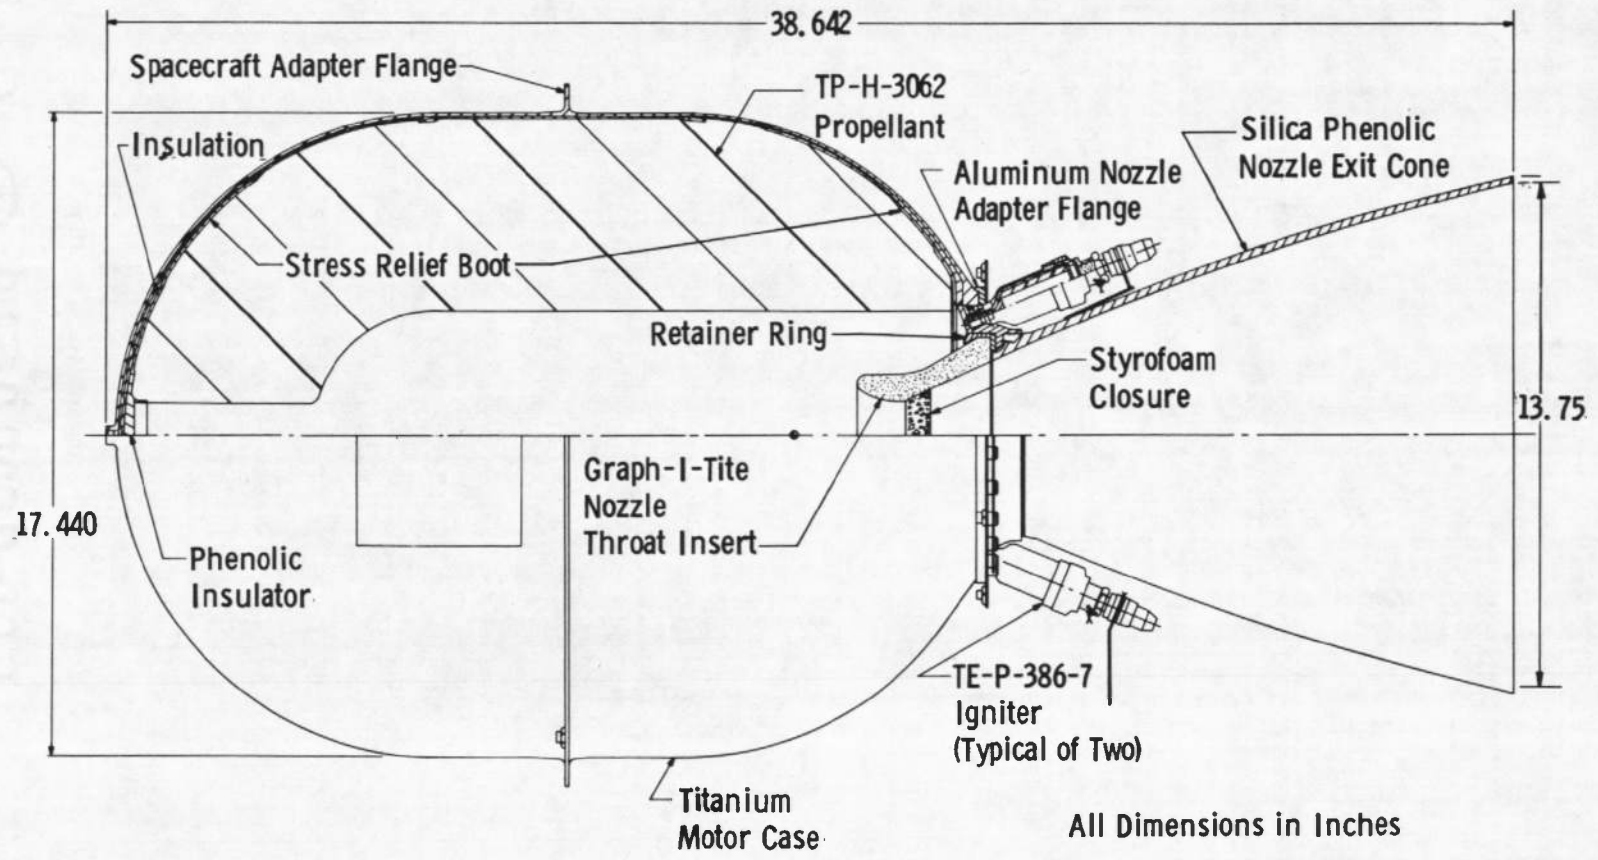 38.642
Spacecraft Adapter Flange
TP-H-3062
Propellant
Insulation
Silica Phenolic
Nozzle Exit Cone
Aluminum Nozzle
Adapter Flange
Stress Relief Boot
Retainer Ring
Styrofoam
Closure
13.75
Graph-I-Tite
Nozzle
Throat Insert
17.440
Phenolic
Insulator
TE-P-386-7
Igniter
(Typical of Two)
Titanium
Motor Case
All Dimensions in Inches